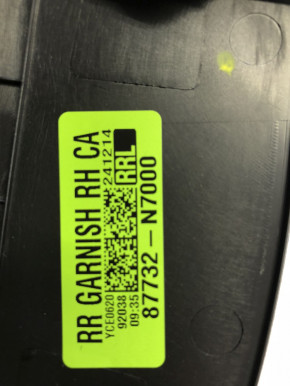 RR GARNISH RH CA
YCE0620 241214
92038
09:35 RRL
87732-N7000